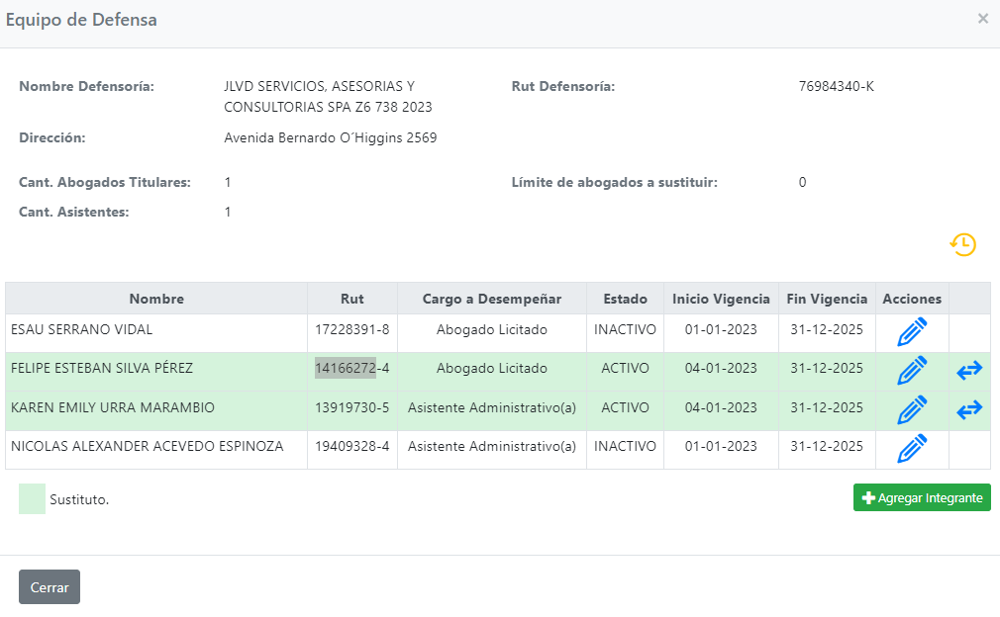 Equipo de Defensa ×
Nombre Defensoría: JLVD SERVICIOS, ASESORIAS Y Rut Defensoría: 76984340-K
CONSULTORIAS SPA Z6 738 2023
Dirección: Avenida Bernardo O´Higgins 2569
Cant. Abogados Titulares: 1 Límite de abogados a sustituir: 0
Cant. Asistentes: 1
Nombre Rut Cargo a Desempeñar Estado Inicio Vigencia Fin Vigencia Acciones
ESAU SERRANO VIDAL 17228391-8 Abogado Licitado INACTIVO 01-01-2023 31-12-2025
FELIPE ESTEBAN SILVA PÉREZ 14166272-4 Abogado Licitado ACTIVO 04-01-2023 31-12-2025
KAREN EMILY URRA MARAMBIO 13919730-5 Asistente Administrativo(a) ACTIVO 04-01-2023 31-12-2025
NICOLAS ALEXANDER ACEVEDO ESPINOZA 19409328-4 Asistente Administrativo(a) INACTIVO 01-01-2023 31-12-2025
Sustituto. Agregar Integrante
Cerrar